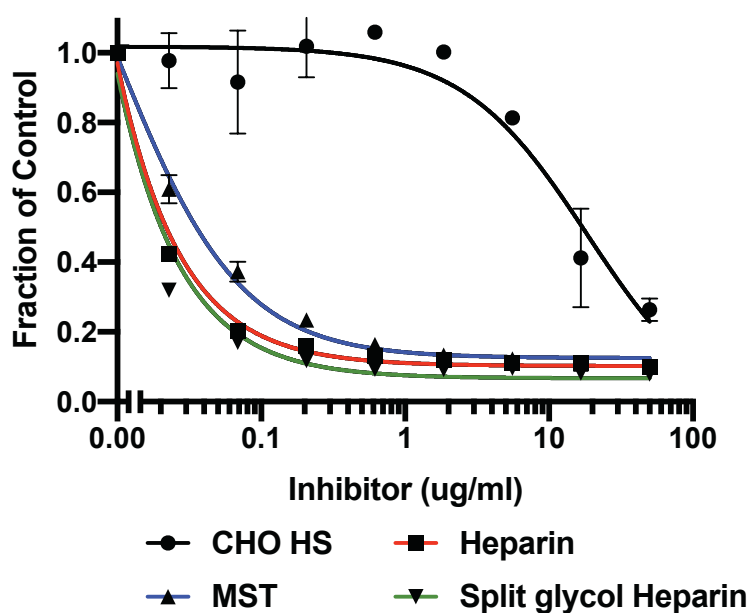 Fraction of Control
1.0
0.8
0.6
0.4
0.2
0.0
0.00 0.1 1 10 100
Inhibitor (ug/ml)
CHO HS Heparin
MST Split glycol Heparin